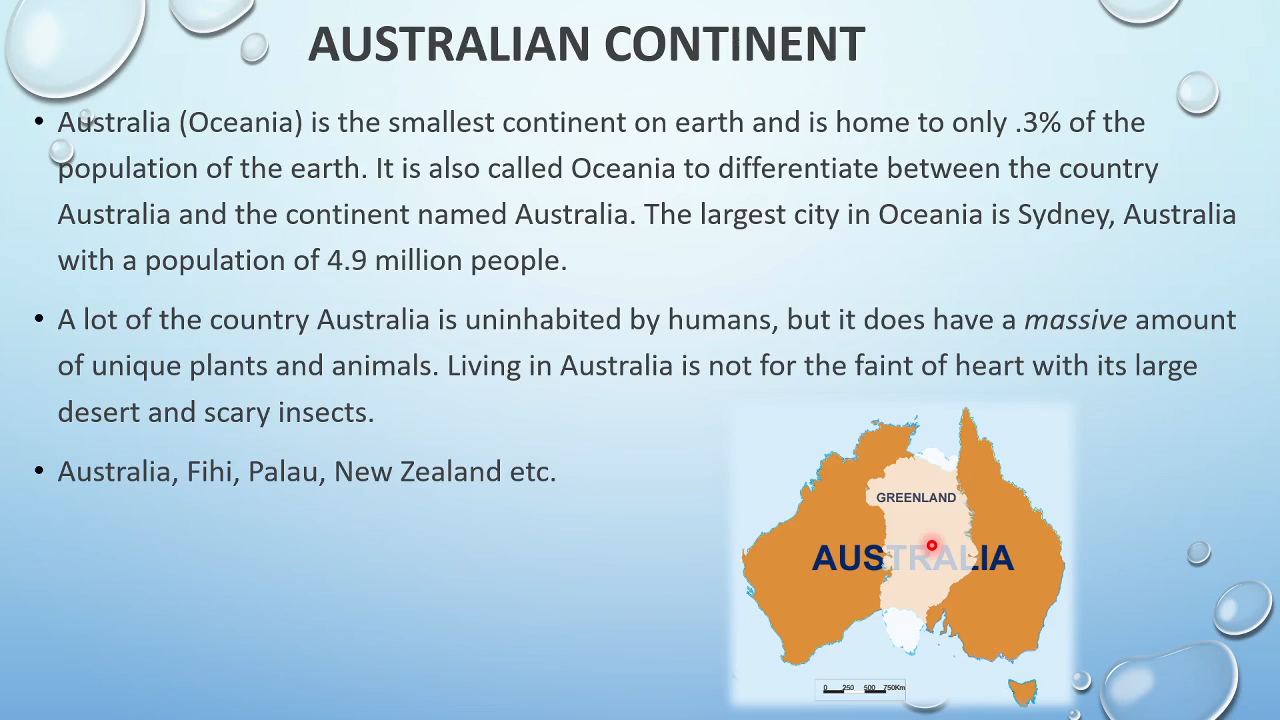 AUSTRALIAN CONTINENT
• Australia (Oceania) is the smallest continent on earth and is home to only .3% of the
population of the earth. It is also called Oceania to differentiate between the country
Australia and the continent named Australia. The largest city in Oceania is Sydney, Australia
with a population of 4.9 million people.
• A lot of the country Australia is uninhabited by humans, but it does have a massive amount
of unique plants and animals. Living in Australia is not for the faint of heart with its large
desert and scary insects.
• Australia, Fihi, Palau, New Zealand etc.
GREENLAND
AUSTRALIA
0 250 500 750Km